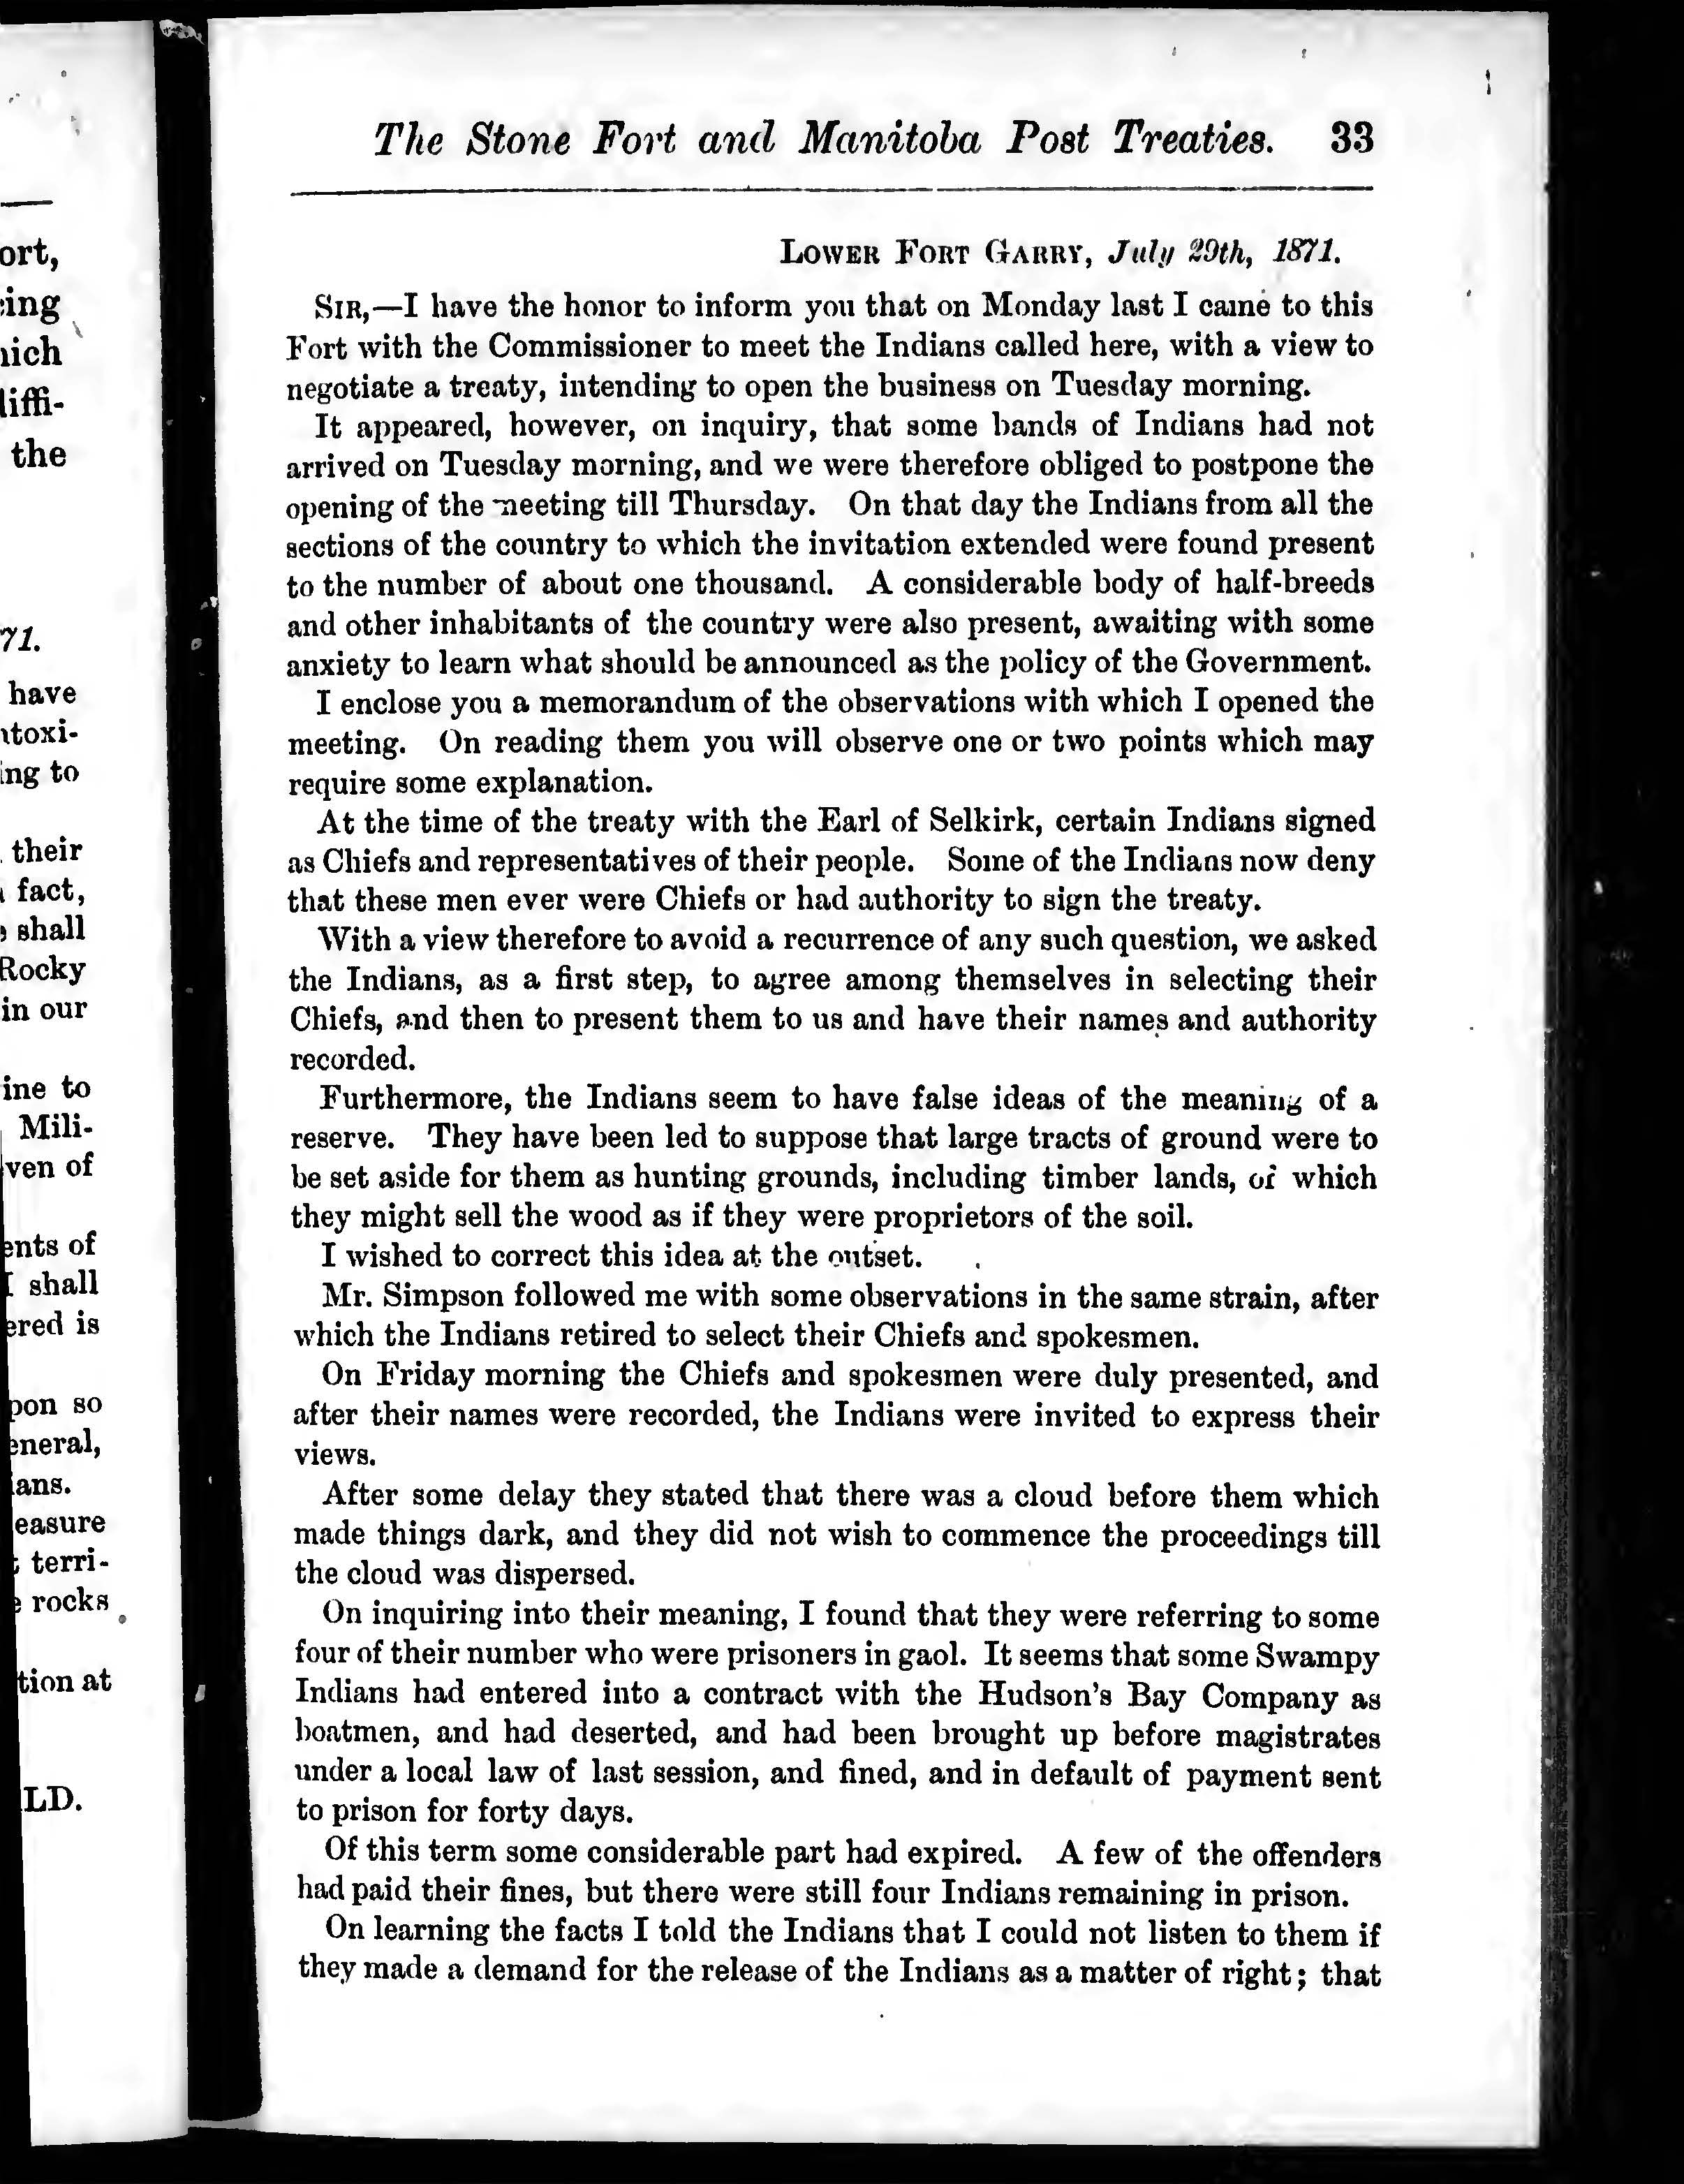 The Stone Fort and Manitoba Post Treaties. 33
LOWER FORT GARRY, July 29th, 1871.
SIR,—I have the honor to inform you that on Monday last I came to this
Fort with the Commissioner to meet the Indians called here, with a view to
negotiate a treaty, intending to open the business on Tuesday morning.
It appeared, however, on inquiry, that some bands of Indians had not
arrived on Tuesday morning, and we were therefore obliged to postpone the
opening of the meeting till Thursday. On that day the Indians from all the
sections of the country to which the invitation extended were found present
to the number of about one thousand. A considerable body of half-breeds
and other inhabitants of the country were also present, awaiting with some
anxiety to learn what should be announced as the policy of the Government.
I enclose you a memorandum of the observations with which I opened the
meeting. On reading them you will observe one or two points which may
require some explanation.
At the time of the treaty with the Earl of Selkirk, certain Indians signed
as Chiefs and representatives of their people. Some of the Indians now deny
that these men ever were Chiefs or had authority to sign the treaty.
With a view therefore to avoid a recurrence of any such question, we asked
the Indians, as a first step, to agree among themselves in selecting their
Chiefs, and then to present them to us and have their names and authority
recorded.
Furthermore, the Indians seem to have false ideas of the meaning of a
reserve. They have been led to suppose that large tracts of ground were to
be set aside for them as hunting grounds, including timber lands, of which
they might sell the wood as if they were proprietors of the soil.
I wished to correct this idea at the outset.
Mr. Simpson followed me with some observations in the same strain, after
which the Indians retired to select their Chiefs and spokesmen.
On Friday morning the Chiefs and spokesmen were duly presented, and
after their names were recorded, the Indians were invited to express their
views.
After some delay they stated that there was a cloud before them which
made things dark, and they did not wish to commence the proceedings till
the cloud was dispersed.
On inquiring into their meaning, I found that they were referring to some
four of their number who were prisoners in gaol. It seems that some Swampy
Indians had entered into a contract with the Hudson's Bay Company as
boatmen, and had deserted, and had been brought up before magistrates
under a local law of last session, and fined, and in default of payment sent
to prison for forty days.
Of this term some considerable part had expired. A few of the offenders
had paid their fines, but there were still four Indians remaining in prison.
On learning the facts I told the Indians that I could not listen to them if
they made a demand for the release of the Indians as a matter of right; that